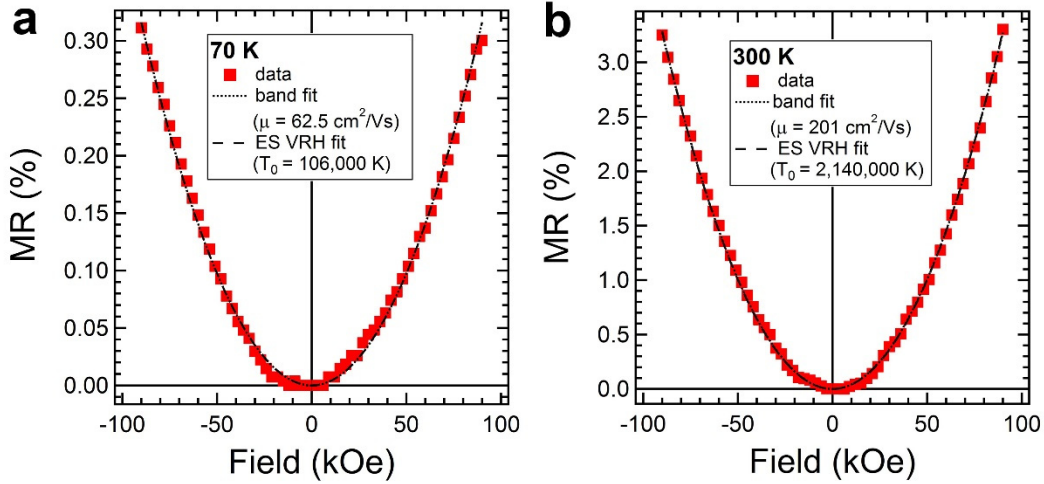 a
0.30
0.25
0.20
0.15
0.10
0.05
0.00
MR (%)
70 K
data
band fit
(μ = 62.5 cm²/Vs)
ES VRH fit
(T₀ = 106,000 K)
-100
-50
0
50
100
Field (kOe)
b
3.0
2.5
2.0
1.5
1.0
0.5
0.0
MR (%)
300 K
data
band fit
(μ = 201 cm²/Vs)
ES VRH fit
(T₀ = 2,140,000 K)
-100
-50
0
50
100
Field (kOe)